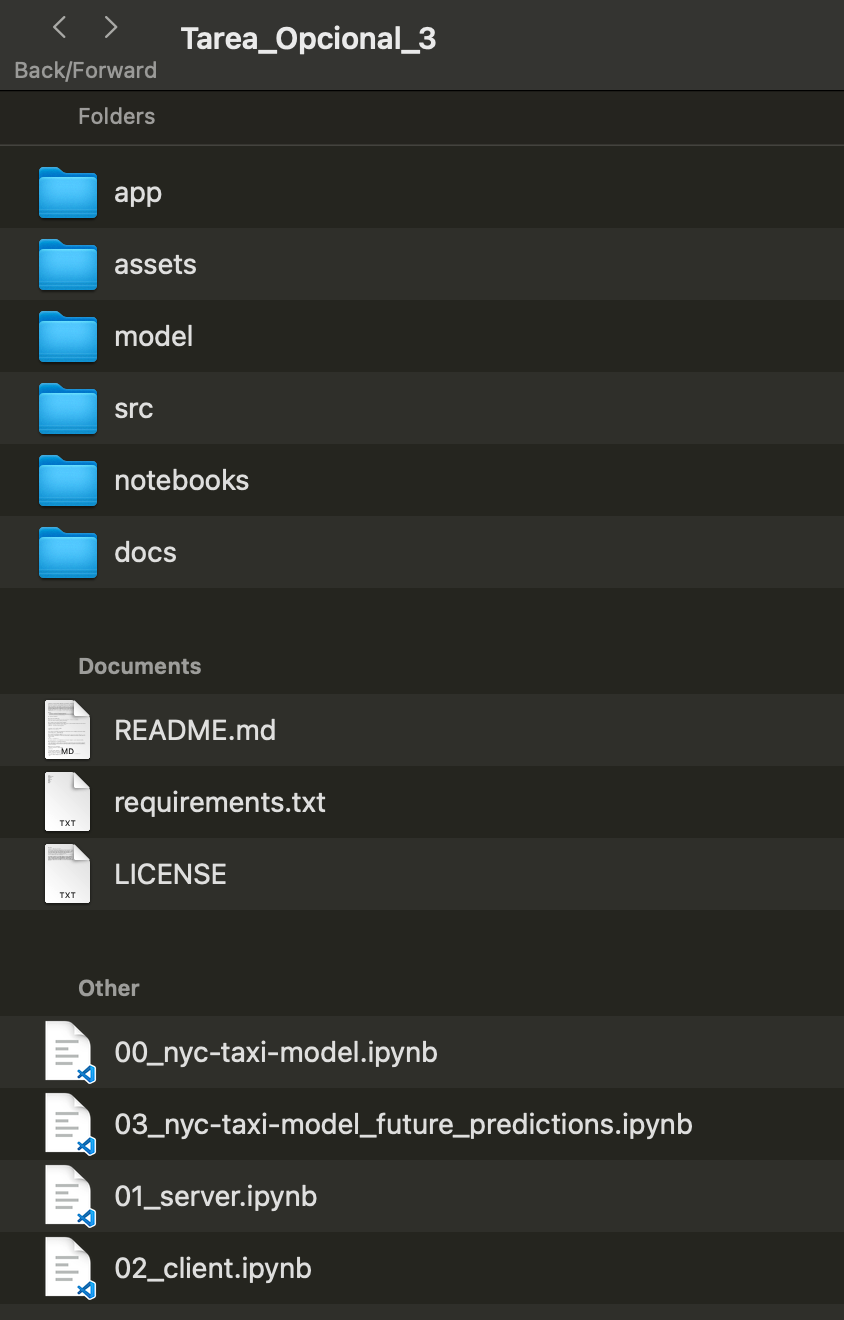 Tarea_Opcional_3
Back/Forward
Folders
app
assets
model
src
notebooks
docs
Documents
MD
README.md
TXT
requirements.txt
TXT
LICENSE
Other
00_nyc-taxi-model.ipynb
03_nyc-taxi-model_future_predictions.ipynb
01_server.ipynb
02_client.ipynb